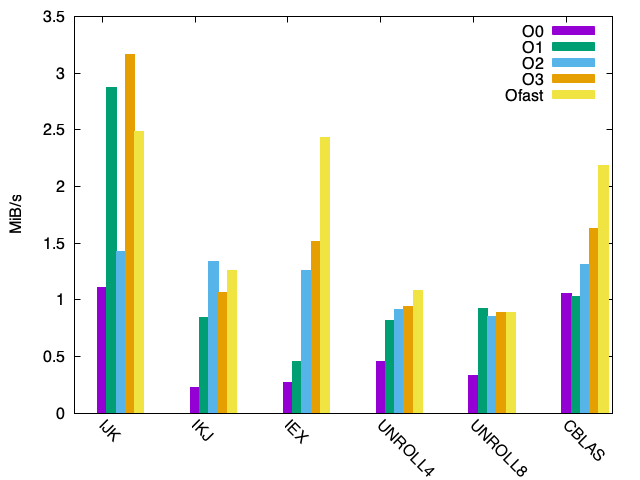 3.5
3
2.5
2
1.5
1
0.5
0
MiB/s
O0
O1
O2
O3
Ofast
IJK
IKJ
IEX
UNROLL4
UNROLL8
CBLAS